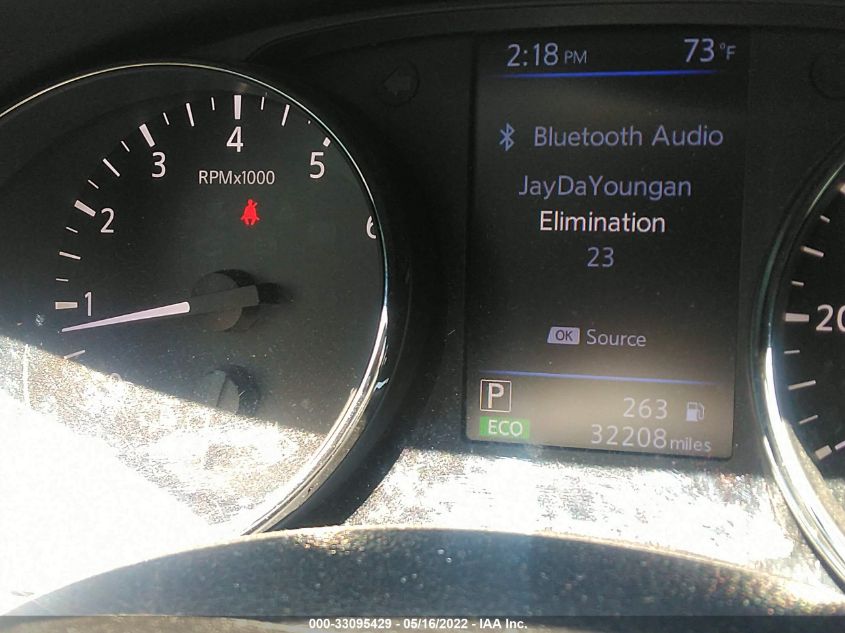 2:18 PM 73°F
Bluetooth Audio
JayDaYoungan
Elimination
23
OK Source
P
263
ECO
32208 miles
1
2
3
4
5
6
RPMx1000
20
000-33095429 - 05/16/2022 - IAA Inc.